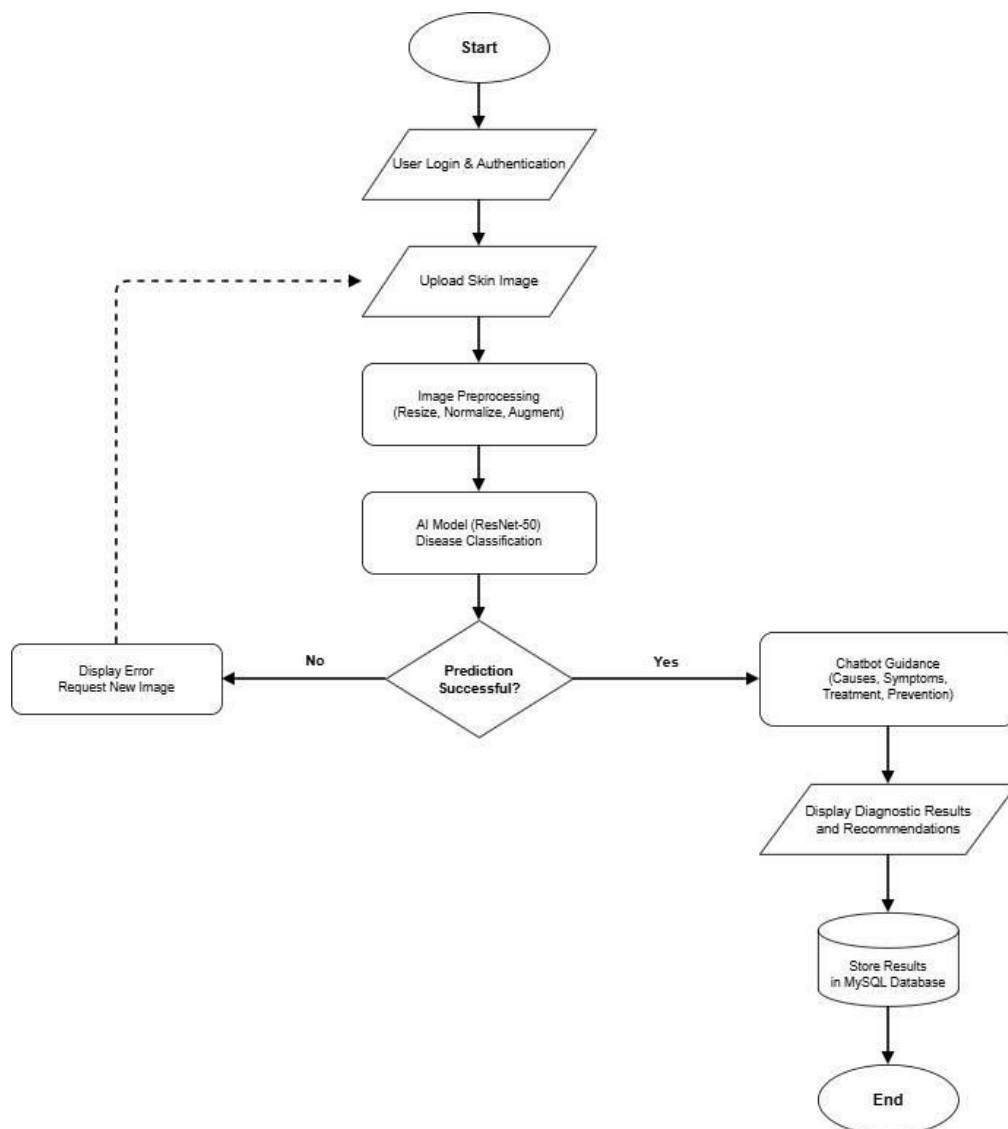 Start
User Login & Authentication
Upload Skin Image
Image Preprocessing
(Resize, Normalize, Augment)
AI Model (ResNet-50)
Disease Classification
Prediction
Successful?
No
Display Error
Request New Image
Yes
Chatbot Guidance
(Causes, Symptoms,
Treatment, Prevention)
Display Diagnostic Results
and Recommendations
Store Results
in MySQL Database
End